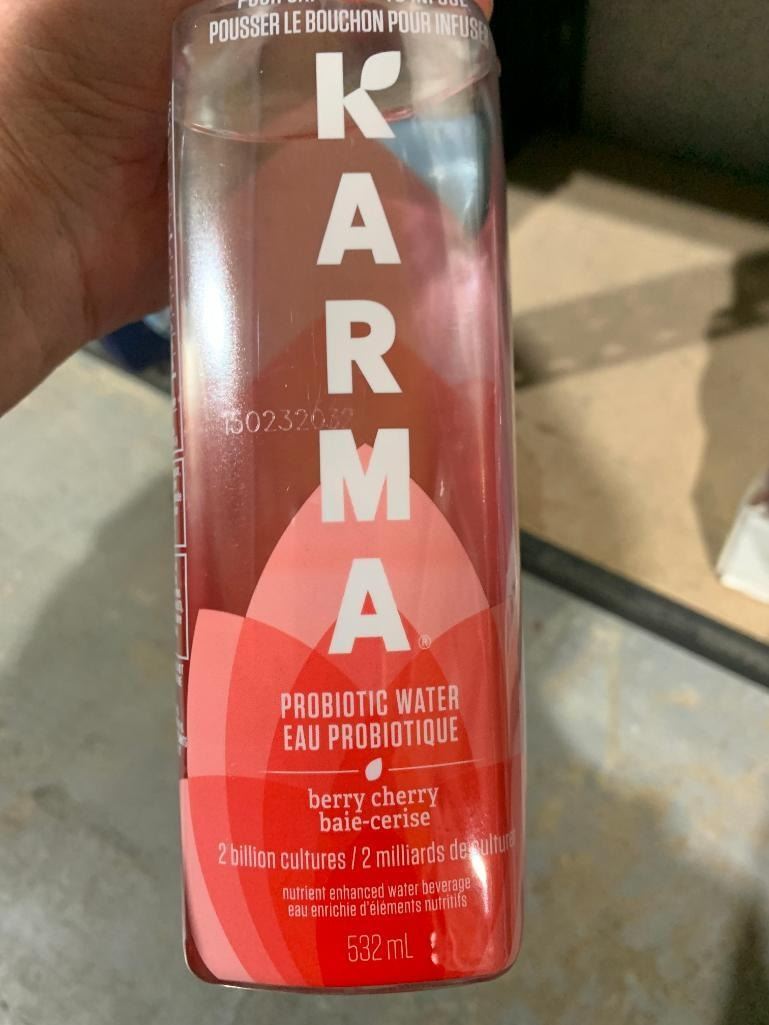 POUSSER LE BOUCHON POUR INFUSER
KARMA®
PROBIOTIC WATER
EAU PROBIOTIQUE
berry cherry
baie-cerise
2 billion cultures / 2 milliards de cultures
nutrient enhanced water beverage
eau enrichie d'éléments nutritifs
532 mL